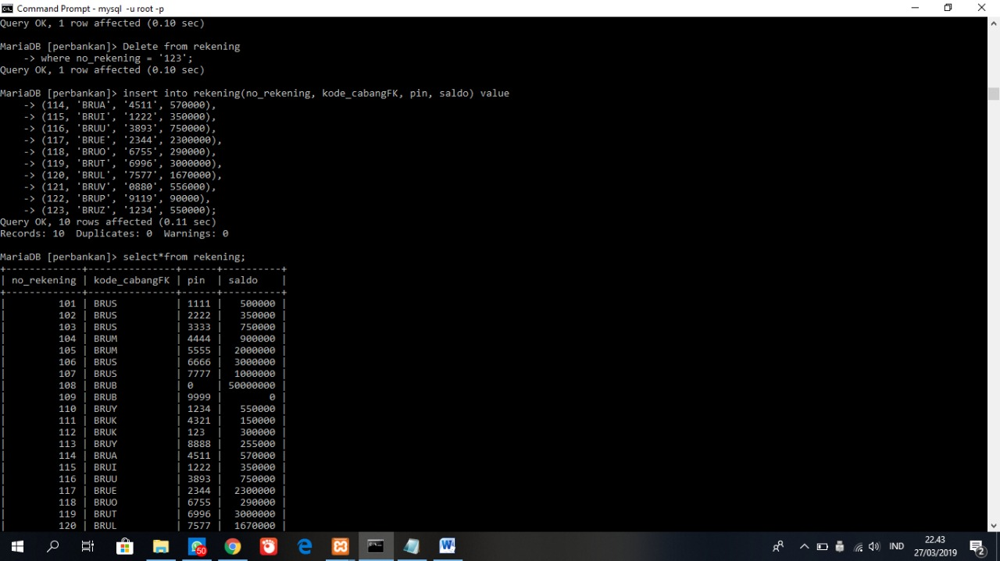 Command Prompt - mysql -u root -p
Query OK, 1 row affected (0.10 sec)
MariaDB [perbankan]> Delete from rekening
    -> where no_rekening = '123';
Query OK, 1 row affected (0.10 sec)
MariaDB [perbankan]> insert into rekening(no_rekening, kode_cabangFK, pin, saldo) value
    -> (114, 'BRUA', '4511', 570000),
    -> (115, 'BRUI', '1222', 350000),
    -> (116, 'BRUU', '3893', 750000),
    -> (117, 'BRUE', '2344', 2300000),
    -> (118, 'BRUO', '6755', 290000),
    -> (119, 'BRUT', '6996', 3000000),
    -> (120, 'BRUL', '7577', 1670000),
    -> (121, 'BRUV', '0880', 556000),
    -> (122, 'BRUP', '9119', 90000),
    -> (123, 'BRUZ', '1234', 550000);
Query OK, 10 rows affected (0.11 sec)
Records: 10  Duplicates: 0  Warnings: 0
MariaDB [perbankan]> select*from rekening;
+-------------+---------------+------+----------+
| no_rekening | kode_cabangFK | pin  | saldo    |
+-------------+---------------+------+----------+
|         101 | BRUS          | 1111 |   500000 |
|         102 | BRUS          | 2222 |   350000 |
|         103 | BRUS          | 3333 |   750000 |
|         104 | BRUM          | 4444 |   900000 |
|         105 | BRUM          | 5555 |  2000000 |
|         106 | BRUS          | 6666 |  3000000 |
|         107 | BRUS          | 7777 |  1000000 |
|         108 | BRUB          | 0    | 50000000 |
|         109 | BRUB          | 9999 |        0 |
|         110 | BRUY          | 1234 |   550000 |
|         111 | BRUK          | 4321 |   150000 |
|         112 | BRUK          | 123  |   300000 |
|         113 | BRUY          | 8888 |   255000 |
|         114 | BRUA          | 4511 |   570000 |
|         115 | BRUI          | 1222 |   350000 |
|         116 | BRUU          | 3893 |   750000 |
|         117 | BRUE          | 2344 |  2300000 |
|         118 | BRUO          | 6755 |   290000 |
|         119 | BRUT          | 6996 |  3000000 |
|         120 | BRUL          | 7577 |  1670000 |
50
IND
22.43
27/03/2019
2